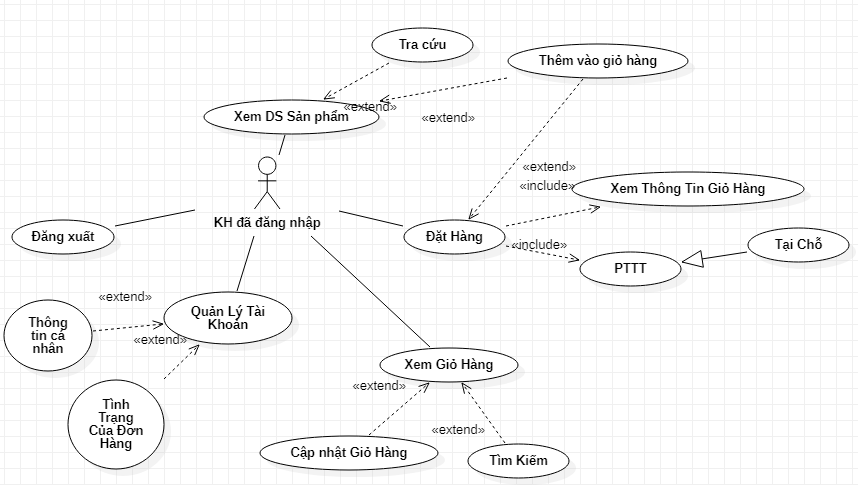 Tra cứu
Thêm vào giỏ hàng
Xem DS Sản phẩm
«extend»
«extend»
«extend»
«include»
Xem Thông Tin Giỏ Hàng
KH đã đăng nhập
Đăng xuất
Đặt Hàng
«include»
Tại Chỗ
PTTT
«extend»
Quản Lý Tài
Khoản
Thông
tin cá
nhân
«extend»
Xem Giỏ Hàng
«extend»
Tình
Trạng
Của Đơn
Hàng
«extend»
Cập nhật Giỏ Hàng
Tìm Kiếm